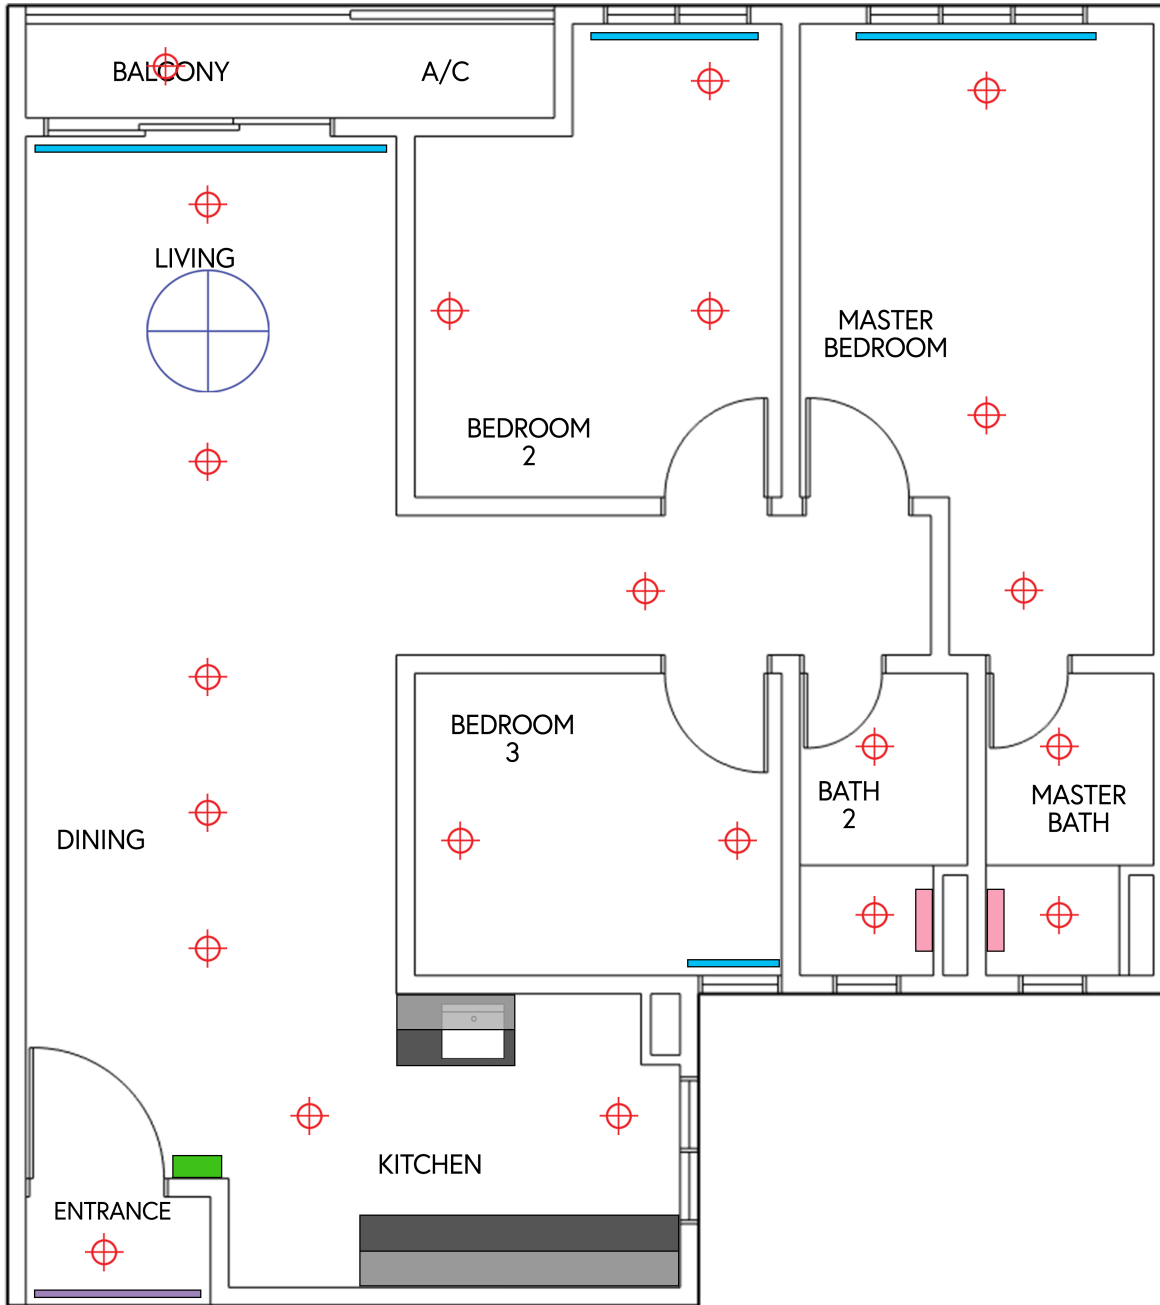 BALCONY
A/C
LIVING
MASTER
BEDROOM
BEDROOM
2
BEDROOM
3
BATH
2
MASTER
BATH
DINING
KITCHEN
ENTRANCE